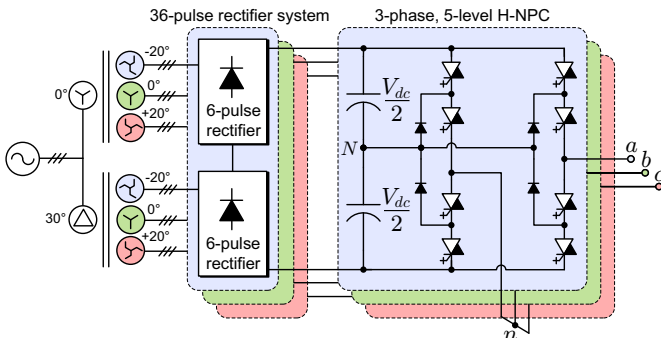 36-pulse rectifier system
3-phase, 5-level H-NPC
-20°
0°
0°
+20°
6-pulse
rectifier
V_dc
2
N
a
b
c
-20°
30°
0°
+20°
6-pulse
rectifier
V_dc
2
n